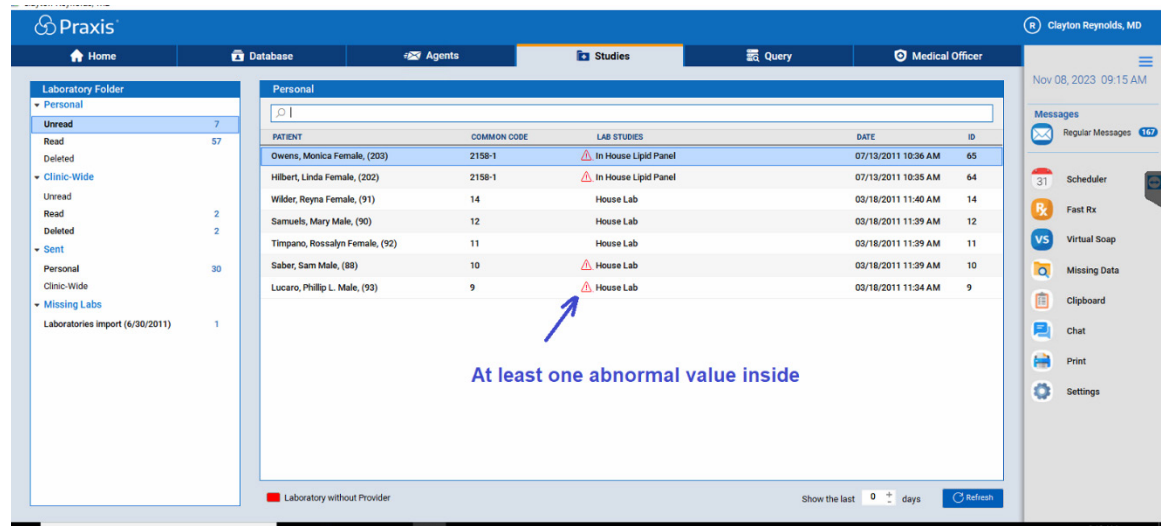 Praxis
R Clayton Reynolds, MD
Home Database Agents Studies Query Medical Officer
Nov 08, 2023 09:15 AM
Laboratory Folder
Personal
Unread 7
Read 57
Deleted
Clinic-Wide
Unread
Read 2
Deleted 2
Sent
Personal 30
Clinic-Wide
Missing Labs
Laboratories import (6/30/2011) 1
Personal
PATIENT COMMON CODE LAB STUDIES DATE ID
Owens, Monica Female, (203) 2158-1 In House Lipid Panel 07/13/2011 10:36 AM 65
Hilbert, Linda Female, (202) 2158-1 In House Lipid Panel 07/13/2011 10:35 AM 64
Wilder, Reyna Female, (91) 14 House Lab 03/18/2011 11:40 AM 14
Samuels, Mary Male, (90) 12 House Lab 03/18/2011 11:39 AM 12
Timpano, Rossalyn Female, (92) 11 House Lab 03/18/2011 11:39 AM 11
Saber, Sam Male, (88) 10 House Lab 03/18/2011 11:39 AM 10
Lucaro, Phillip L. Male, (93) 9 House Lab 03/18/2011 11:34 AM 9
At least one abnormal value inside
Laboratory without Provider
Show the last 0 days Refresh
Messages
Regular Messages 167
31 Scheduler
Rx Fast Rx
VS Virtual Soap
Missing Data
Clipboard
Chat
Print
Settings